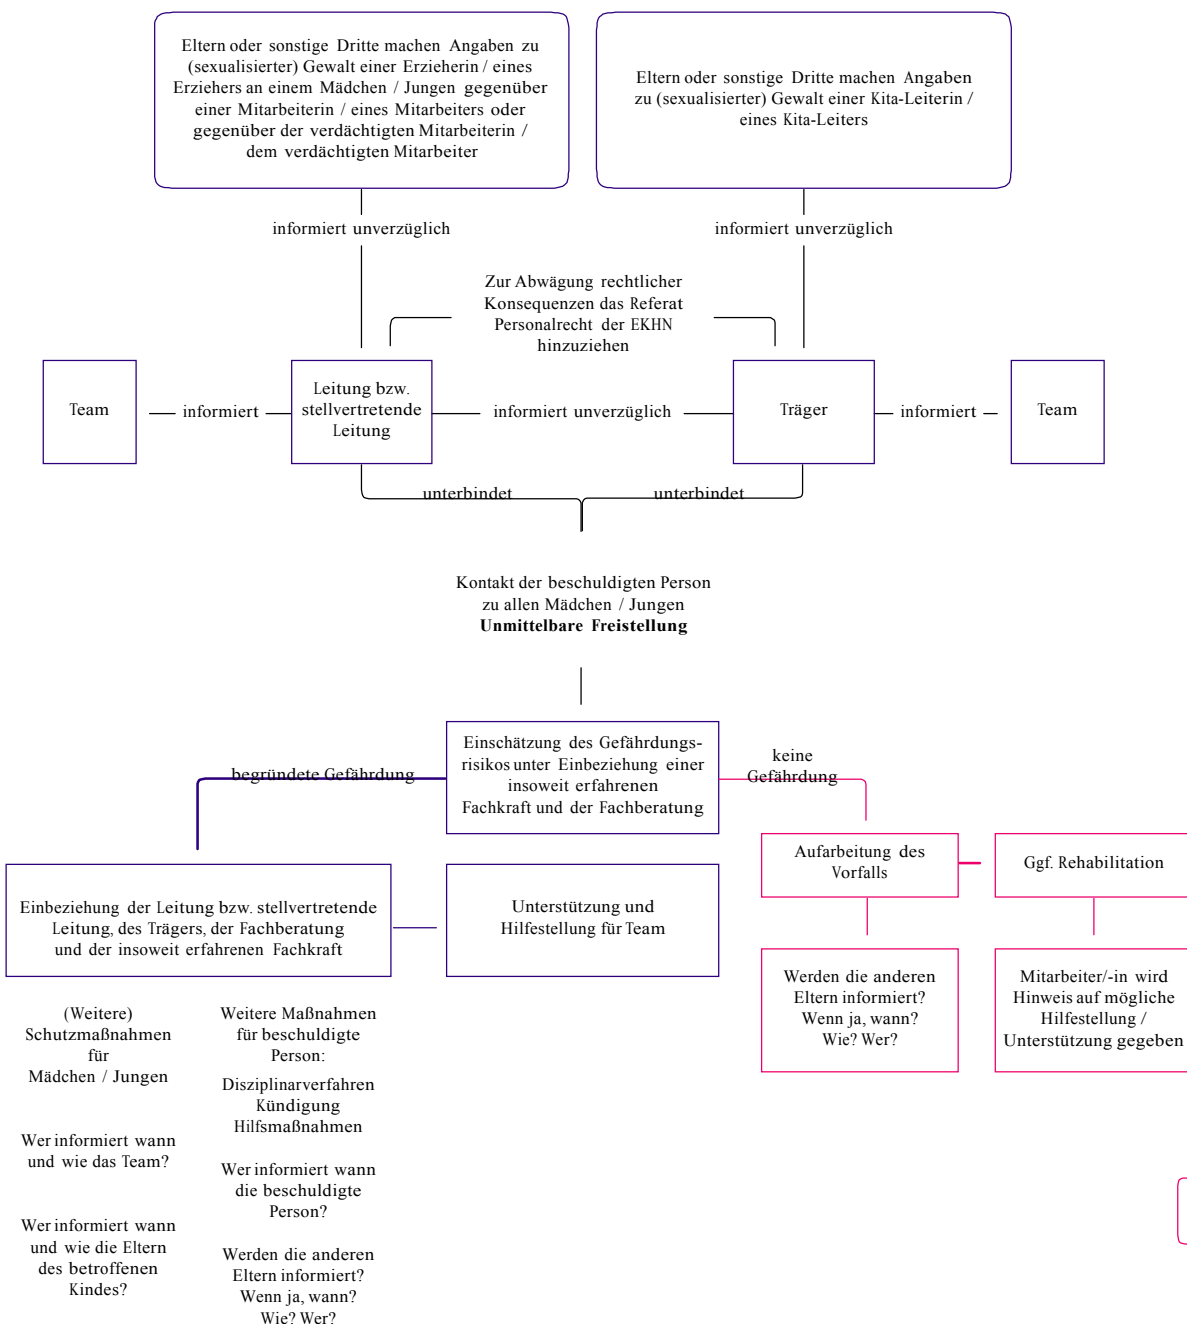 Eltern oder sonstige Dritte machen Angaben zu
(sexualisierter) Gewalt einer Erzieherin / eines
Erziehers an einem Mädchen / Jungen gegenüber
einer Mitarbeiterin / eines Mitarbeiters oder
gegenüber der verdächtigten Mitarbeiterin /
dem verdächtigten Mitarbeiter
Eltern oder sonstige Dritte machen Angaben
zu (sexualisierter) Gewalt einer Kita-Leiterin /
eines Kita-Leiters
informiert unverzüglich
informiert unverzüglich
Zur Abwägung rechtlicher
Konsequenzen das Referat
Personalrecht der EKHN
hinzuziehen
Team
informiert
Leitung bzw.
stellvertretende
Leitung
informiert unverzüglich
Träger
informiert
Team
unterbindet
unterbindet
Kontakt der beschuldigten Person
zu allen Mädchen / Jungen
Unmittelbare Freistellung
Einschätzung des Gefährdungs-
risikos unter Einbeziehung einer
insoweit erfahrenen
Fachkraft und der Fachberatung
begründete Gefährdung
keine
Gefährdung
Aufarbeitung des
Vorfalls
Ggf. Rehabilitation
Einbeziehung der Leitung bzw. stellvertretende
Leitung, des Trägers, der Fachberatung
und der insoweit erfahrenen Fachkraft
Unterstützung und
Hilfestellung für Team
Werden die anderen
Eltern informiert?
Wenn ja, wann?
Wie? Wer?
Mitarbeiter/-in wird
Hinweis auf mögliche
Hilfestellung /
Unterstützung gegeben
(Weitere)
Schutzmaßnahmen
für
Mädchen / Jungen
Wer informiert wann
und wie das Team?
Wer informiert wann
und wie die Eltern
des betroffenen
Kindes?
Weitere Maßnahmen
für beschuldigte
Person:
Disziplinarverfahren
Kündigung
Hilfsmaßnahmen
Wer informiert wann
die beschuldigte
Person?
Werden die anderen
Eltern informiert?
Wenn ja, wann?
Wie? Wer?